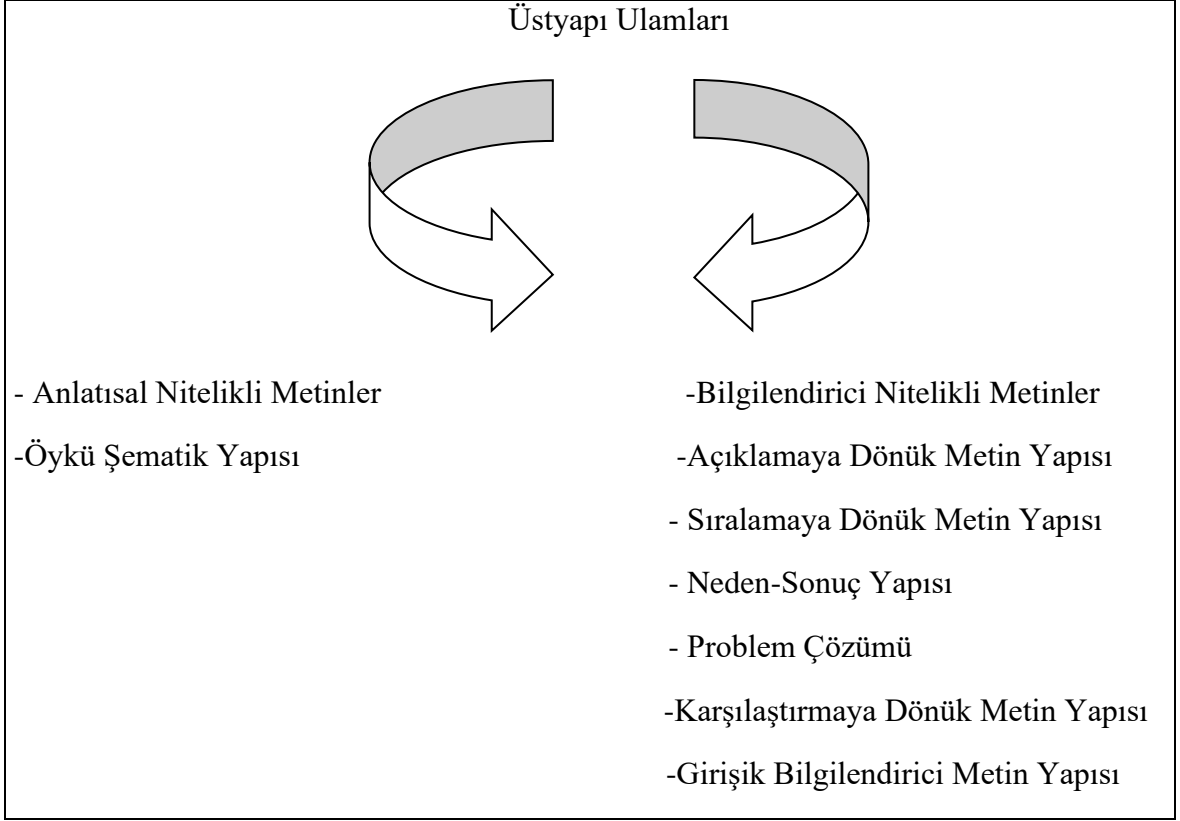 Üstyapı Ulamları
- Anlatısal Nitelikli Metinler
-Öykü Şematik Yapısı
-Bilgilendirici Nitelikli Metinler
-Açıklamaya Dönük Metin Yapısı
- Sıralamaya Dönük Metin Yapısı
- Neden-Sonuç Yapısı
- Problem Çözümü
-Karşılaştırmaya Dönük Metin Yapısı
-Girişik Bilgilendirici Metin Yapısı